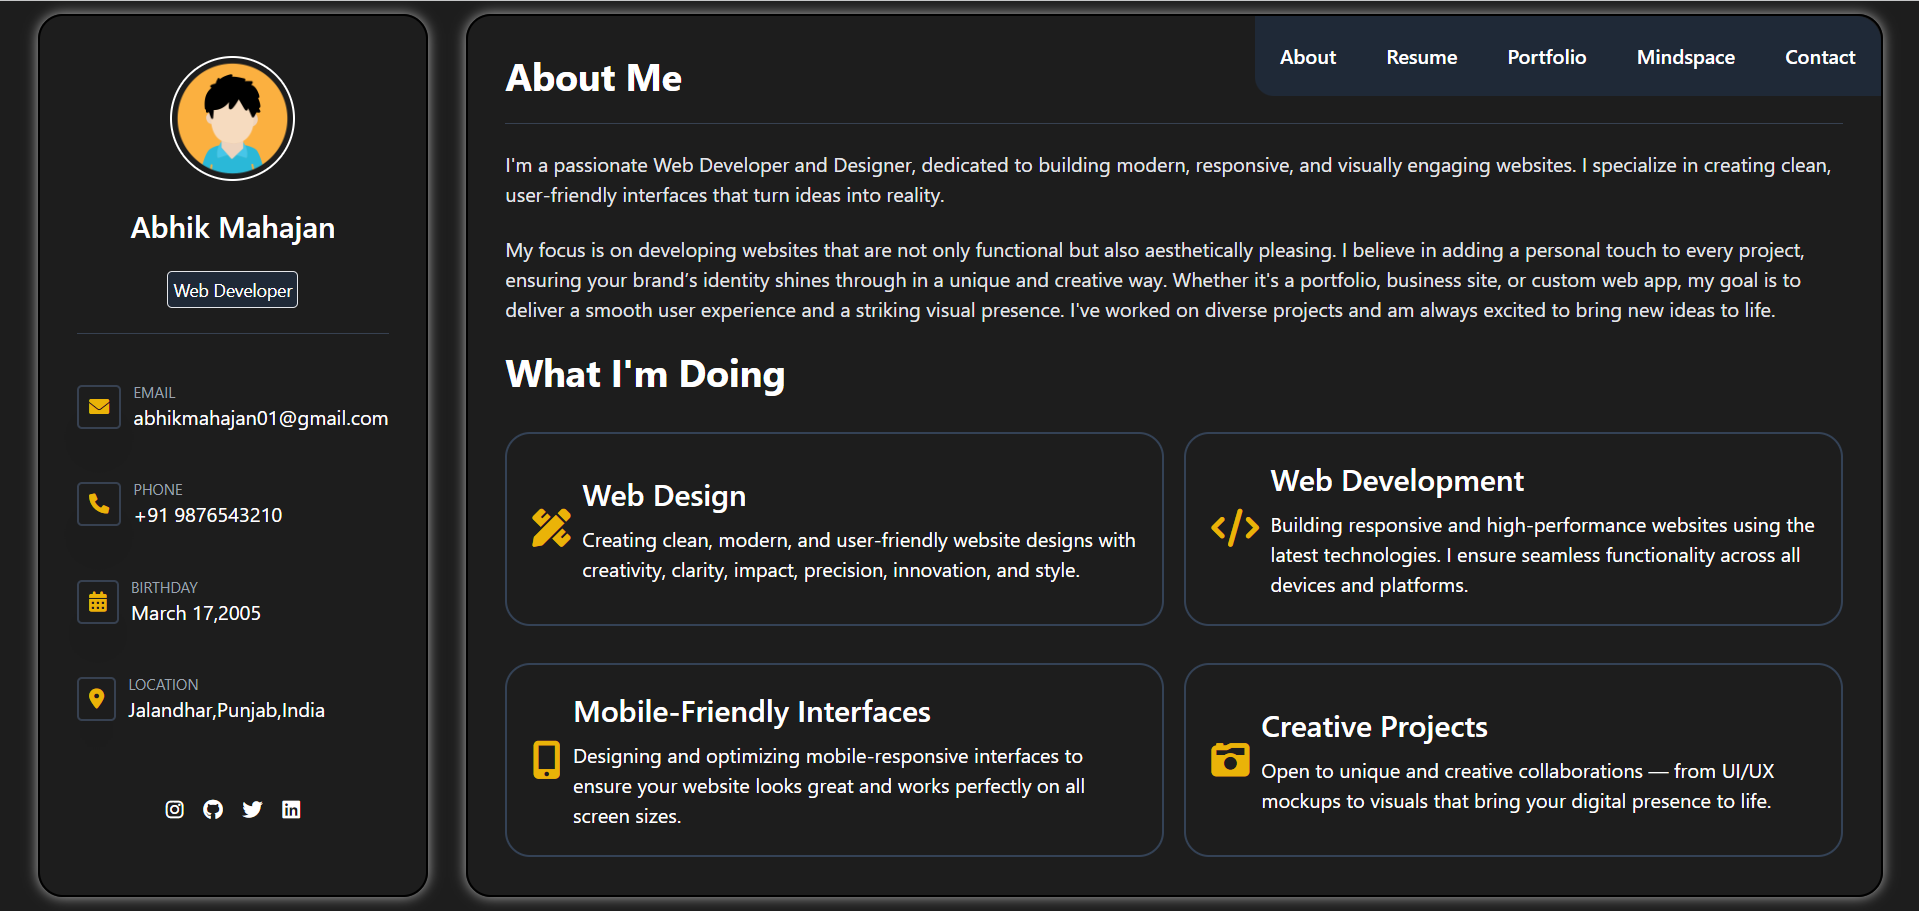 Abhik Mahajan
Web Developer
EMAIL
abhikmahajan01@gmail.com
PHONE
+91 9876543210
BIRTHDAY
March 17,2005
LOCATION
Jalandhar,Punjab,India
About Resume Portfolio Mindspace Contact
About Me
I'm a passionate Web Developer and Designer, dedicated to building modern, responsive, and visually engaging websites. I specialize in creating clean,
user-friendly interfaces that turn ideas into reality.
My focus is on developing websites that are not only functional but also aesthetically pleasing. I believe in adding a personal touch to every project,
ensuring your brand’s identity shines through in a unique and creative way. Whether it's a portfolio, business site, or custom web app, my goal is to
deliver a smooth user experience and a striking visual presence. I've worked on diverse projects and am always excited to bring new ideas to life.
What I'm Doing
Web Design
Creating clean, modern, and user-friendly website designs with
creativity, clarity, impact, precision, innovation, and style.
Web Development
Building responsive and high-performance websites using the
latest technologies. I ensure seamless functionality across all
devices and platforms.
Mobile-Friendly Interfaces
Designing and optimizing mobile-responsive interfaces to
ensure your website looks great and works perfectly on all
screen sizes.
Creative Projects
Open to unique and creative collaborations — from UI/UX
mockups to visuals that bring your digital presence to life.